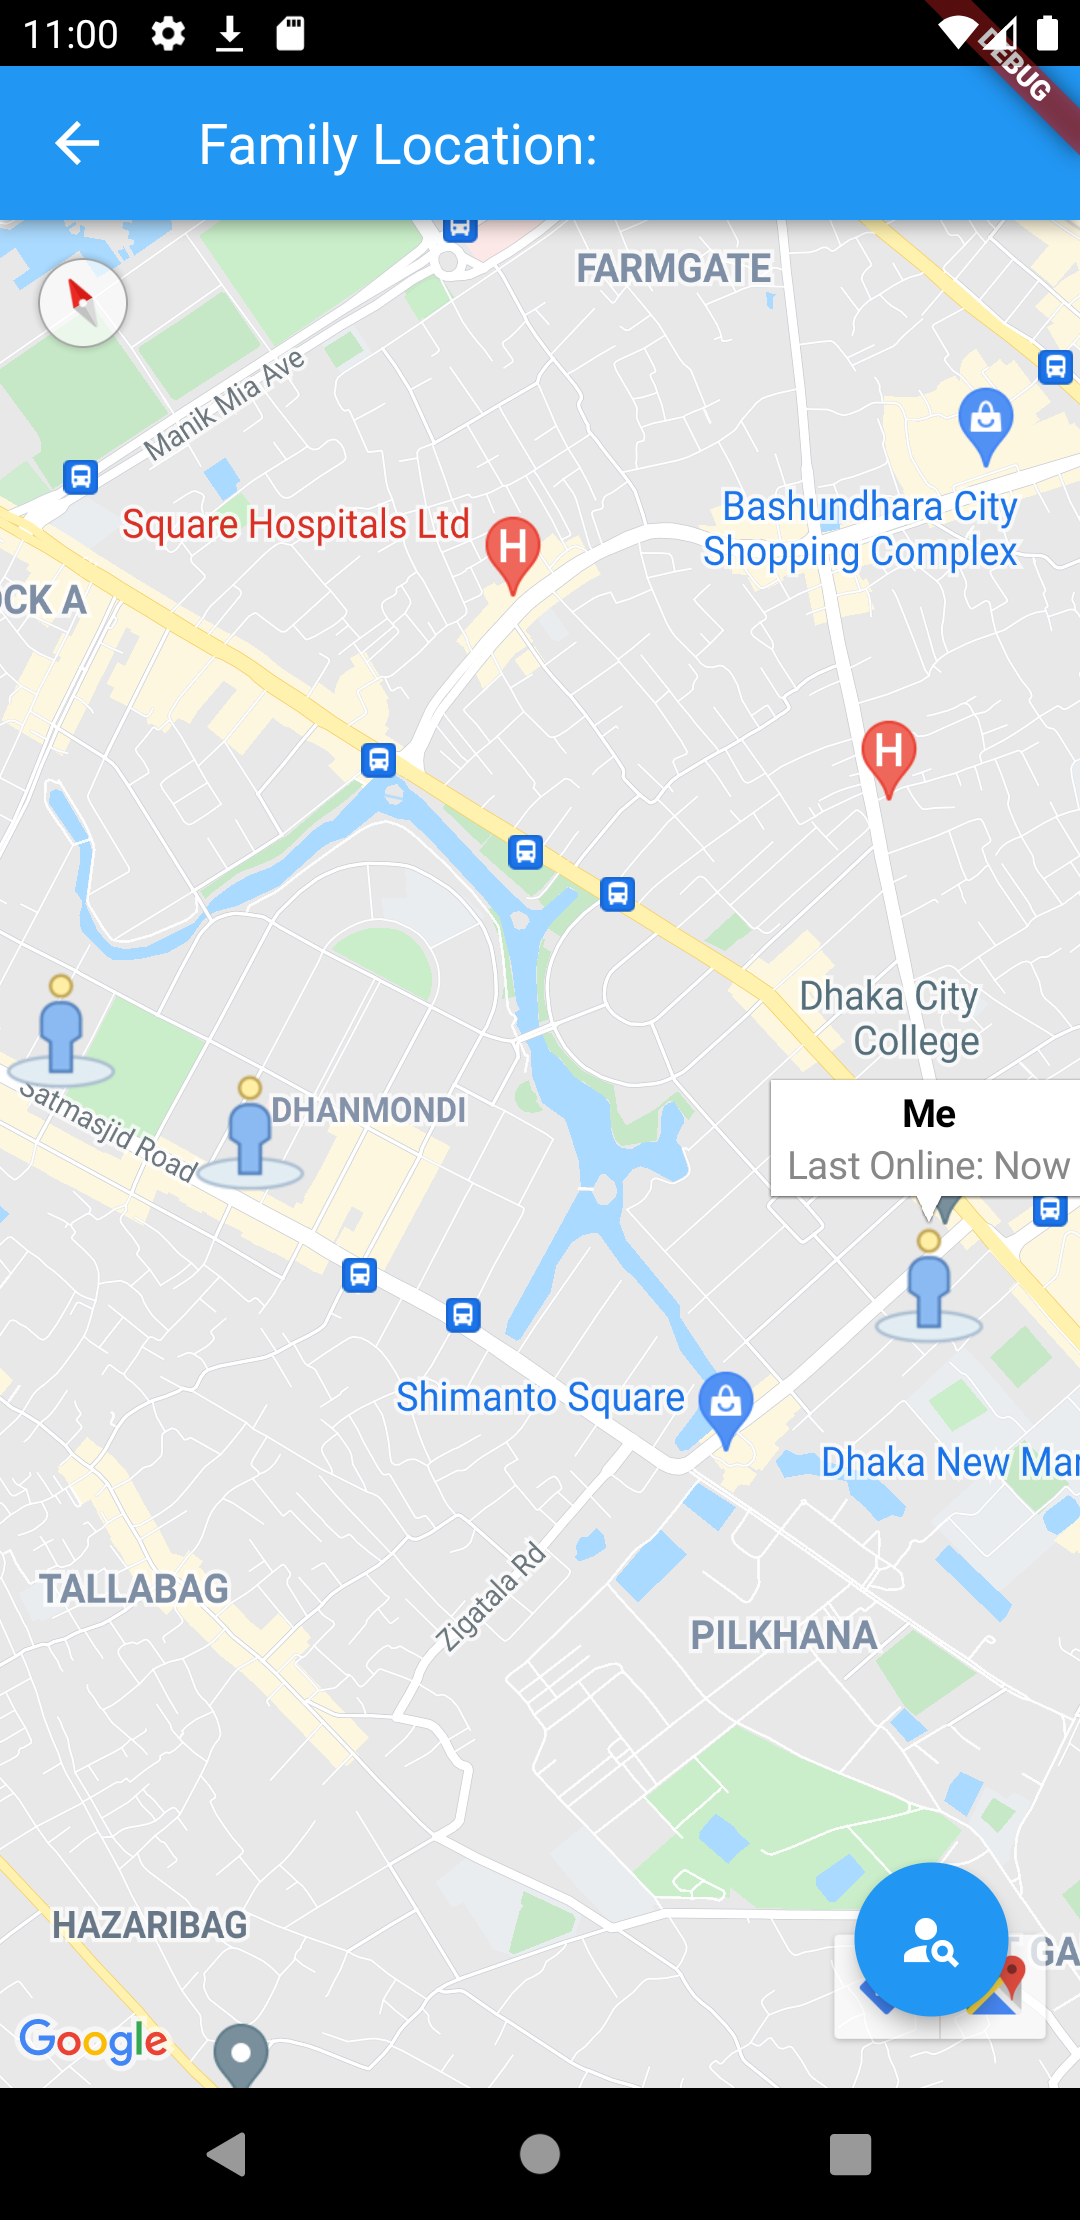 11:00
DEBUG
Family Location:
FARMGATE
Manik Mia Ave
Bashundhara City
Shopping Complex
Square Hospitals Ltd
H
OCK A
H
Dhaka City
College
Me
Last Online: Now
DHANMONDI
Satmasjid Road
Shimanto Square
Dhaka New Mar
Zigatala Rd
TALLABAG
PILKHANA
HAZARIBAG
T GA
Google